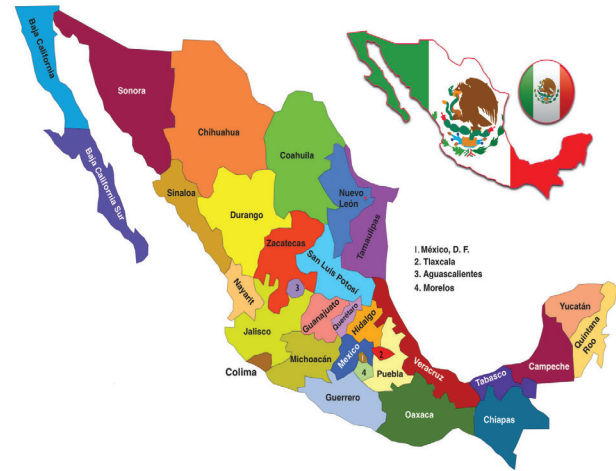 Baja California
Sonora
Chihuahua
Coahuila
Baja California Sur
Sinaloa
Durango
Nuevo
León
Tamaulipas
Zacatecas
San Luis Potosí
1. México, D. F.
2. Tlaxcala
3. Aguascalientes
4. Morelos
Nayarit
3
Jalisco
Guanajuato
Queretaro
Hidalgo
Yucatán
Quintana
Roo
Colima
Michoacán
Mexico
1
2
4
Puebla
Veracruz
Tabasco
Campeche
Guerrero
Oaxaca
Chiapas